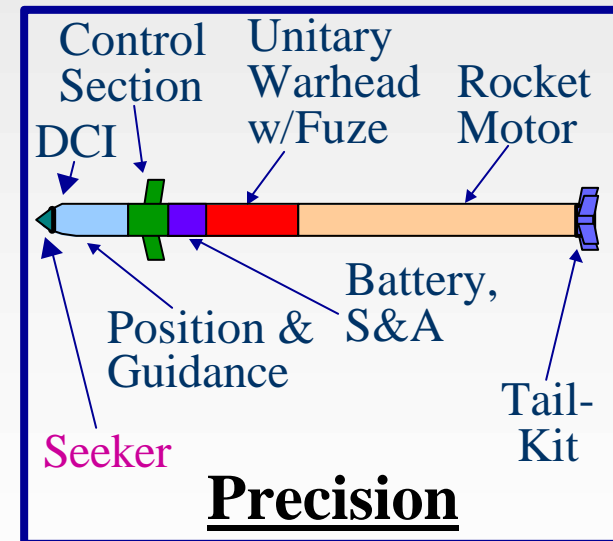 Control
Section
Unitary
Warhead
w/Fuze
Rocket
Motor
DCI
Position &
Guidance
Battery,
S&A
Tail-
Kit
Seeker
Precision